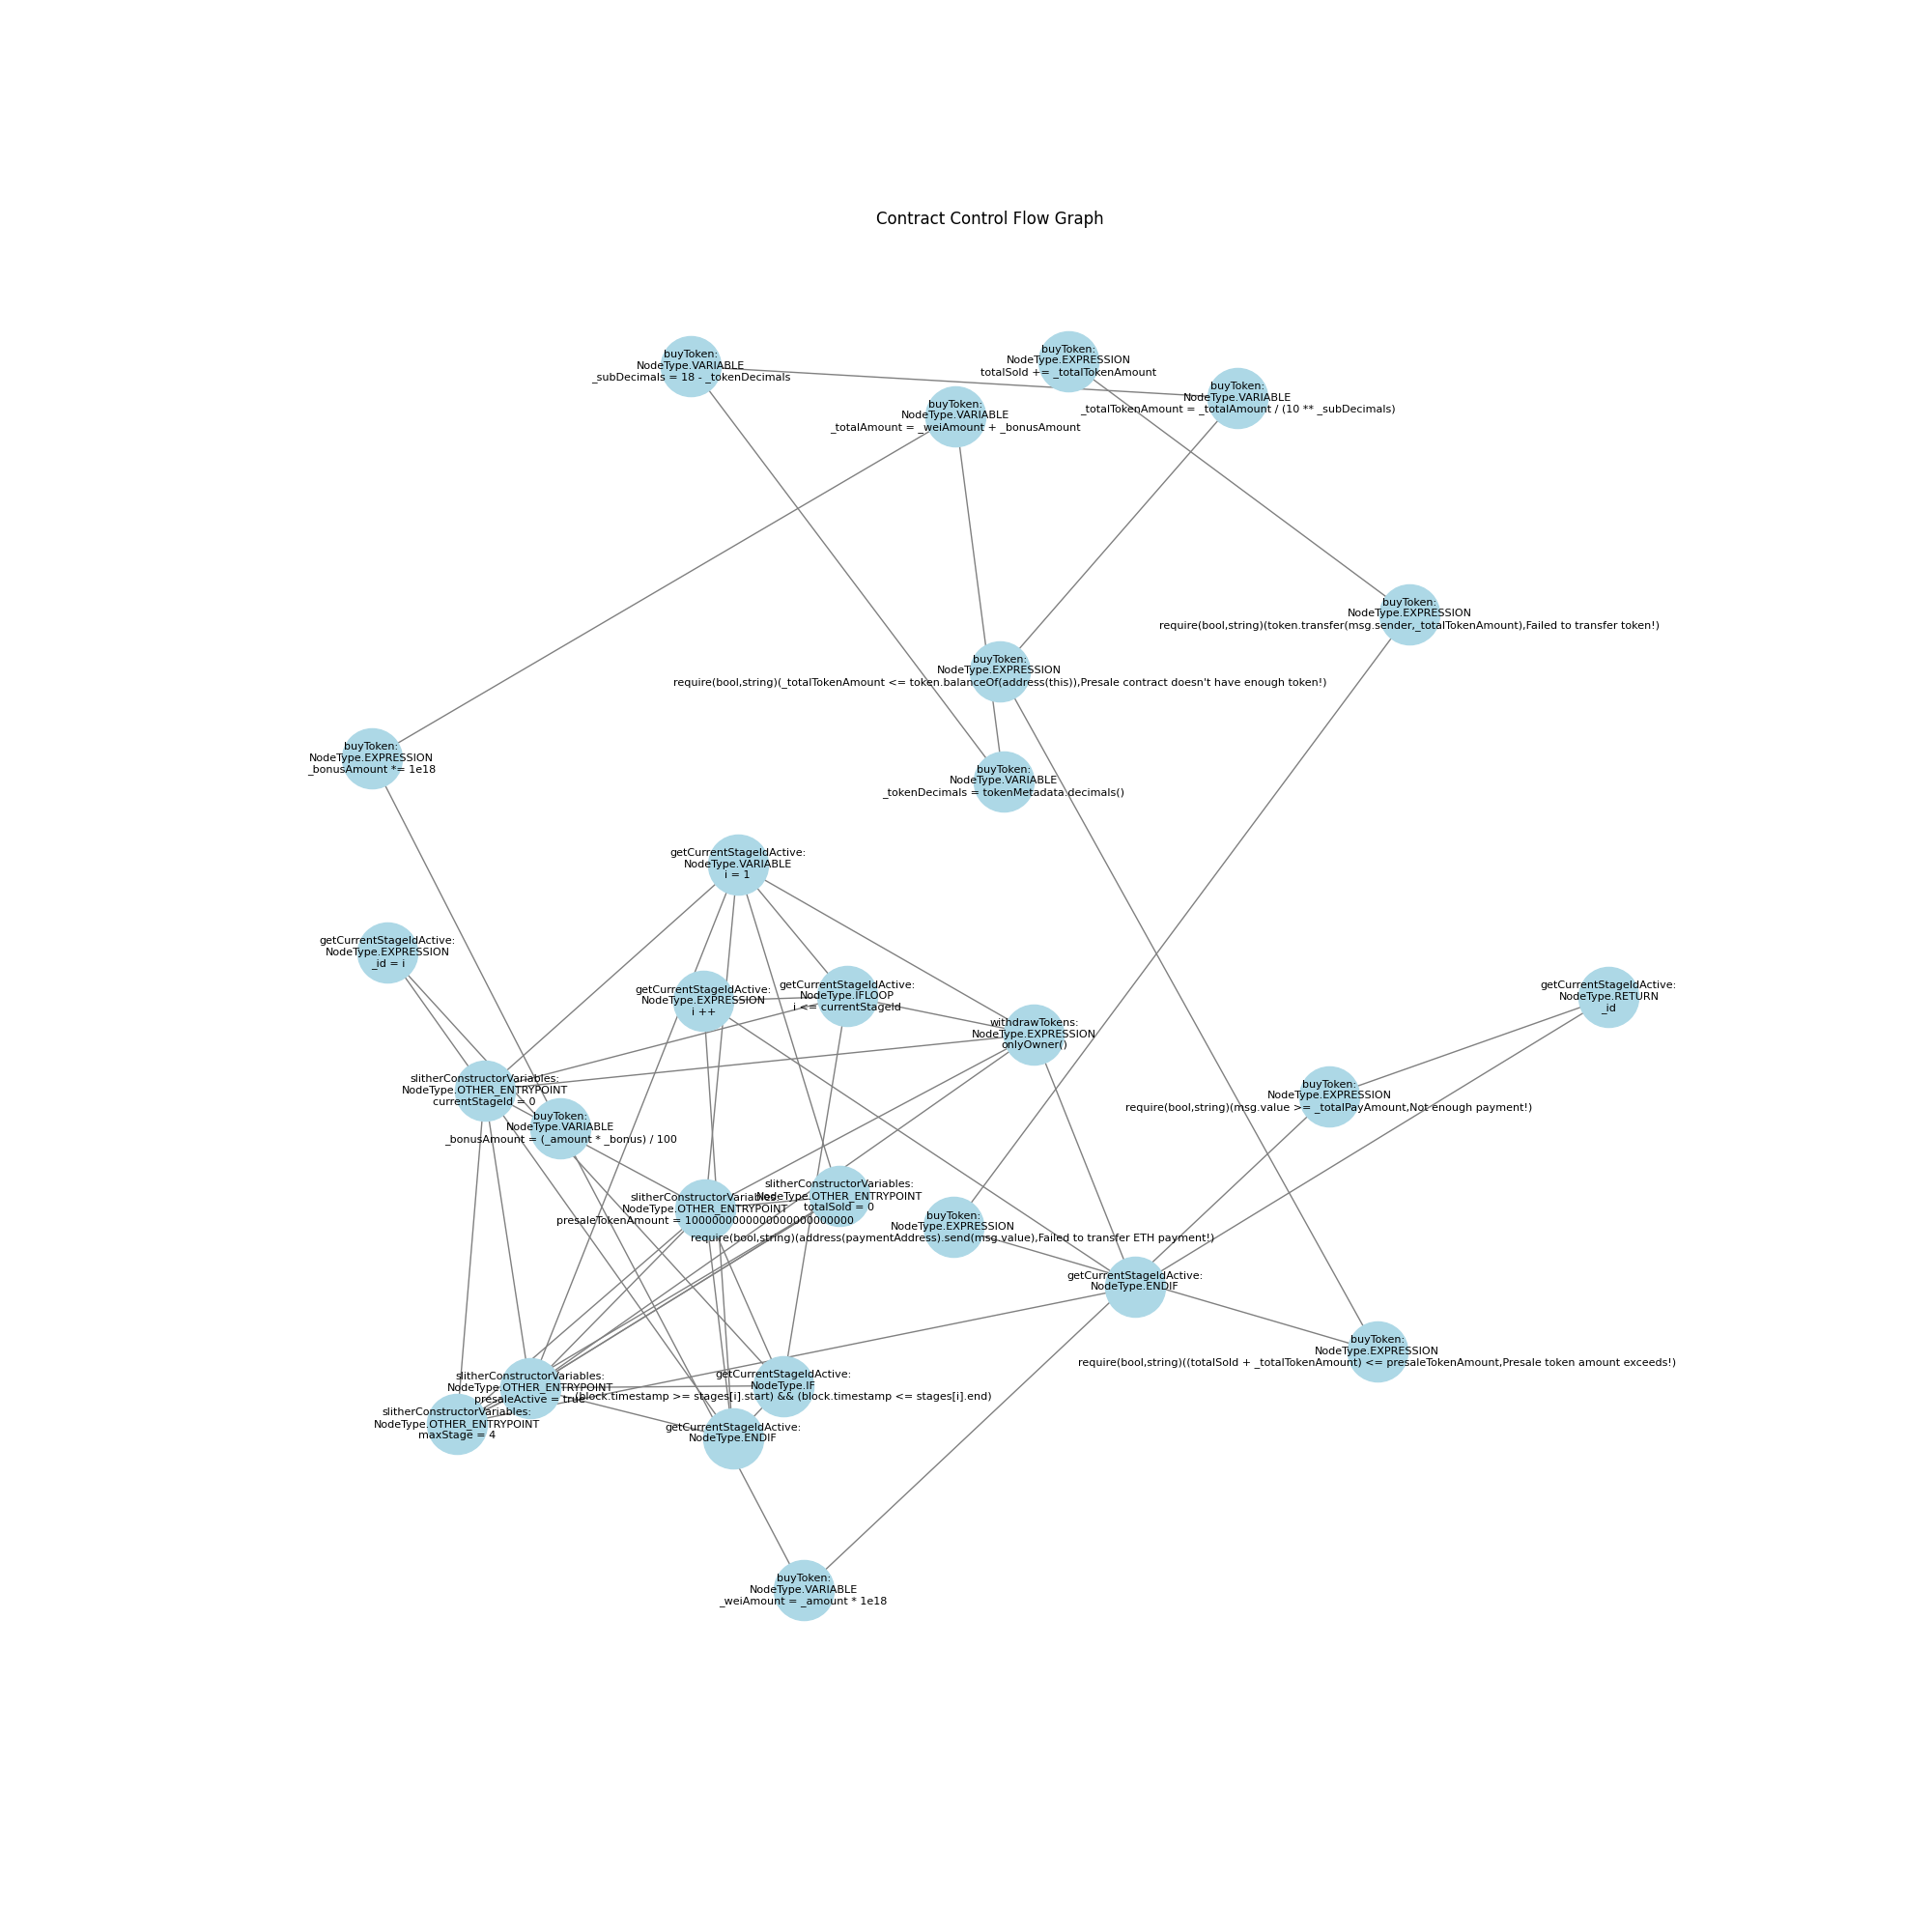 Contract Control Flow Graph
buyToken:
NodeType.VARIABLE
_subDecimals = 18 - _tokenDecimals
buyToken:
NodeType.EXPRESSION
totalSold += _totalTokenAmount
buyToken:
NodeType.VARIABLE
_totalTokenAmount = _totalAmount / (10 ** _subDecimals)
buyToken:
NodeType.VARIABLE
_totalAmount = _weiAmount + _bonusAmount
buyToken:
NodeType.EXPRESSION
require(bool,string)(token.transfer(msg.sender,_totalTokenAmount),Failed to transfer token!)
buyToken:
NodeType.EXPRESSION
require(bool,string)(_totalTokenAmount <= token.balanceOf(address(this)),Presale contract doesn't have enough token!)
buyToken:
NodeType.EXPRESSION
_bonusAmount *= 1e18
buyToken:
NodeType.VARIABLE
_tokenDecimals = tokenMetadata.decimals()
getCurrentStageIdActive:
NodeType.VARIABLE
i = 1
getCurrentStageIdActive:
NodeType.EXPRESSION
_id = i
getCurrentStageIdActive:
NodeType.EXPRESSION
i ++
getCurrentStageIdActive:
NodeType.IFLOOP
i <= currentStageId
getCurrentStageIdActive:
NodeType.RETURN
_id
withdrawTokens:
NodeType.EXPRESSION
onlyOwner()
slitherConstructorVariables:
NodeType.OTHER_ENTRYPOINT
currentStageId = 0
buyToken:
NodeType.EXPRESSION
require(bool,string)(msg.value >= _totalPayAmount,Not enough payment!)
buyToken:
NodeType.VARIABLE
_bonusAmount = (_amount * _bonus) / 100
slitherConstructorVariables:
NodeType.OTHER_ENTRYPOINT
totalSold = 0
slitherConstructorVariables:
NodeType.OTHER_ENTRYPOINT
buyToken:
NodeType.EXPRESSION
require(bool,string)(address(paymentAddress).send(msg.value),Failed to transfer ETH payment!)
getCurrentStageIdActive:
NodeType.ENDIF
buyToken:
NodeType.EXPRESSION
require(bool,string)((totalSold + _totalTokenAmount) <= presaleTokenAmount,Presale token amount exceeds!)
slitherConstructorVariables:
NodeType.OTHER_ENTRYPOINT
presaleActive = true
getCurrentStageIdActive:
NodeType.IF
(block.timestamp >= stages[i].start) && (block.timestamp <= stages[i].end)
slitherConstructorVariables:
NodeType.OTHER_ENTRYPOINT
maxStage = 4
getCurrentStageIdActive:
NodeType.ENDIF
buyToken:
NodeType.VARIABLE
_weiAmount = _amount * 1e18